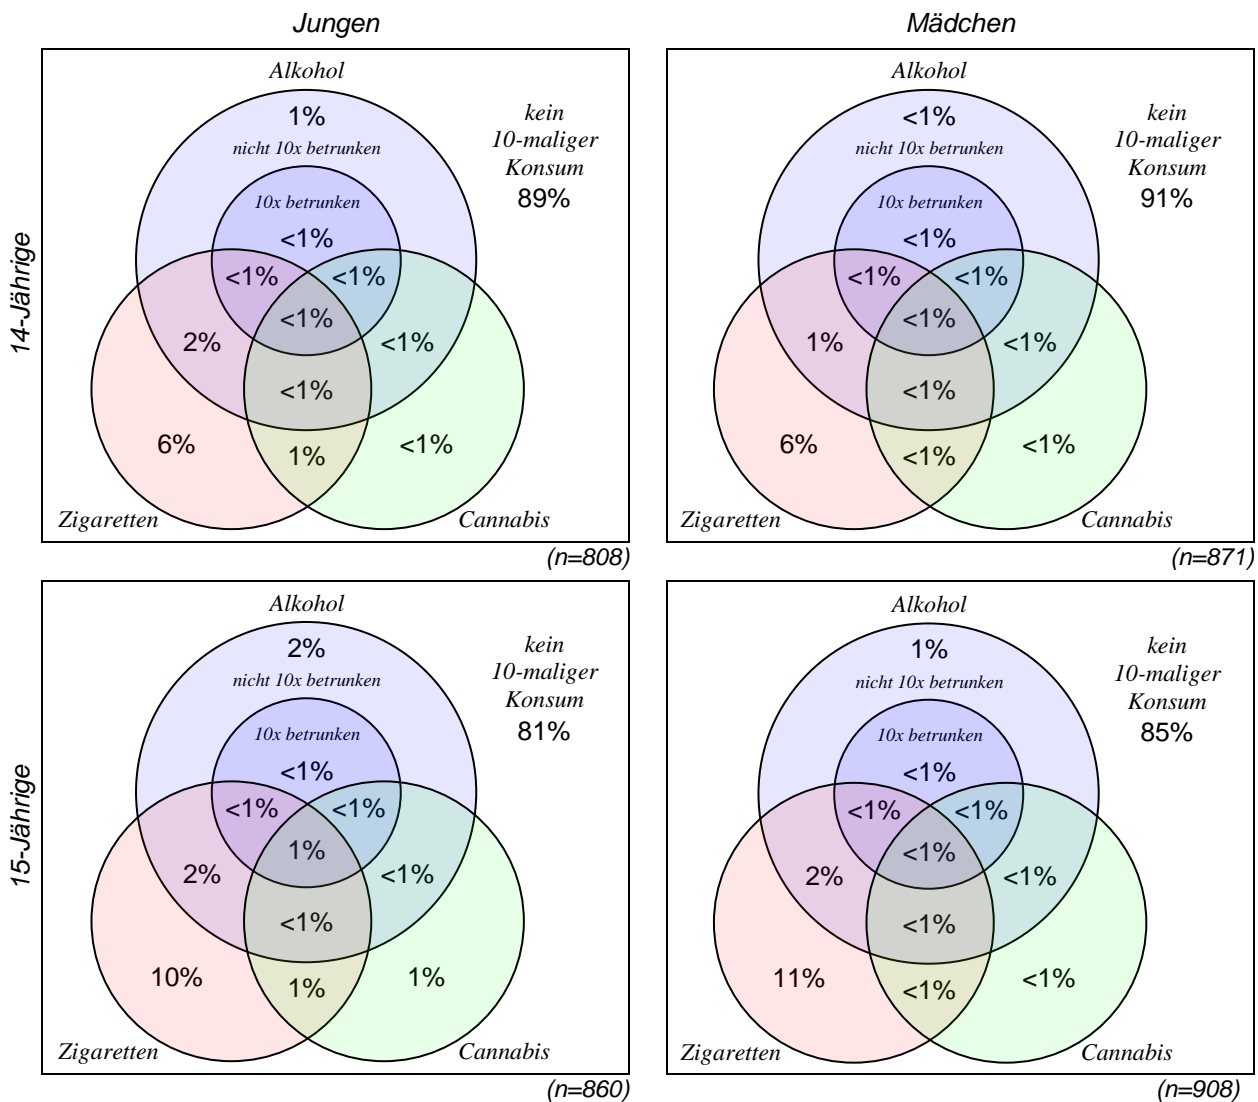 Jungen
Mädchen
14-Jährige
Alkohol
1%
nicht 10x betrunken
kein
10-maliger
Konsum
89%
10x betrunken
<1%
<1% <1%
<1%
2% <1%
<1%
6% 1% <1%
Zigaretten Cannabis
(n=808)
Alkohol
<1%
nicht 10x betrunken
kein
10-maliger
Konsum
91%
10x betrunken
<1%
<1% <1%
<1%
1% <1%
<1%
6% <1% <1%
Zigaretten Cannabis
(n=871)
15-Jährige
Alkohol
2%
nicht 10x betrunken
kein
10-maliger
Konsum
81%
10x betrunken
<1%
<1% <1%
1%
2% <1%
<1%
10% 1% 1%
Zigaretten Cannabis
(n=860)
Alkohol
1%
nicht 10x betrunken
kein
10-maliger
Konsum
85%
10x betrunken
<1%
<1% <1%
<1%
2% <1%
<1%
11% <1% <1%
Zigaretten Cannabis
(n=908)